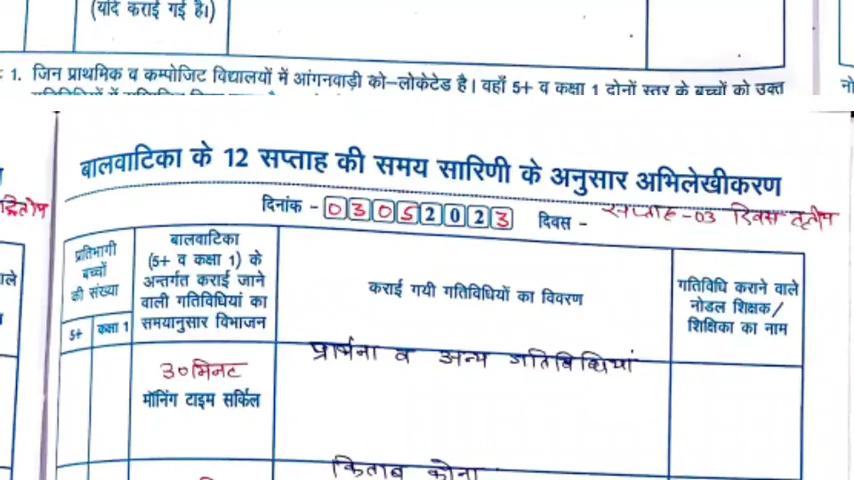 (यदि कराई गई है।)
: 1. जिन प्राथमिक व कम्पोजिट विद्यालयों में आंगनवाड़ी को–लोकेटेड है। वहाँ 5+ व कक्षा 1 दोनों स्तर के बच्चों को उक्त
नो
बालवाटिका के 12 सप्ताह की समय सारिणी के अनुसार अभिलेखीकरण
दिनांक - 03052023 दिवस - सप्ताह-03 दिवस तृतीय
प्रतिभागी
बच्चों
की संख्या
5+ कक्षा 1
बालवाटिका
(5+ व कक्षा 1) के
अन्तर्गत कराई जाने
वाली गतिविधियों का
समयानुसार विभाजन
कराई गयी गतिविधियों का विवरण
गतिविधि कराने वाले
नोडल शिक्षक/
शिक्षिका का नाम
30 मिनट
मॉनिंग टाइम सर्किल
प्रार्थना व अन्य गतिविधियां
किताब कोना